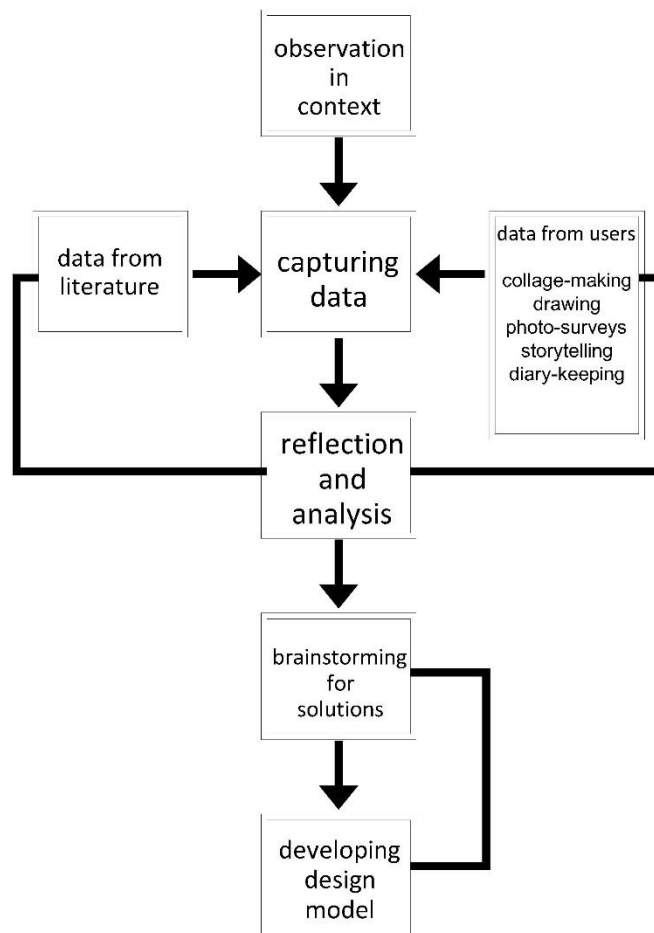 observation
in
context
data from
literature
capturing
data
data from users
collage-making
drawing
photo-surveys
storytelling
diary-keeping
reflection
and
analysis
brainstorming
for
solutions
developing
design
model